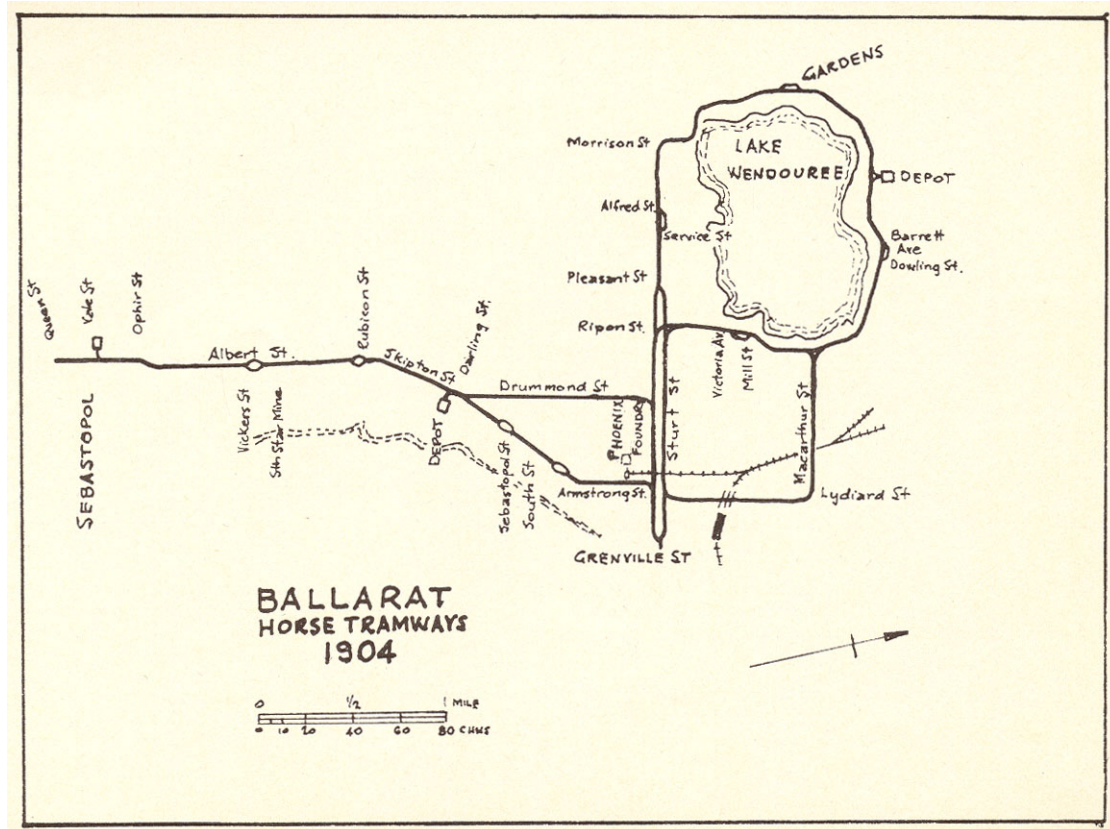 GARDENS
Morrison St
LAKE
WENDOUREE
DEPOT
Alfred St.
Service St
Barrett
Ave
Dowling St.
Pleasant St
Ripon St.
Queen St
Yale St
Ophir St
Rubicon St
Darling St.
Albert St.
Skipton St
Drummond St
Victoria Av
Mill St
Sturt St
Macarthur St
PHOENIX
FOUNDRY
SEBASTOPOL
Vickers St
Sth Star Mine
DEPOT
Sebastopol St
South St
Armstrong St.
Lydiard St
GRENVILLE ST
BALLARAT
HORSE TRAMWAYS
1904
0 1/2 1 MILE
0 10 20 40 60 80 CHNS